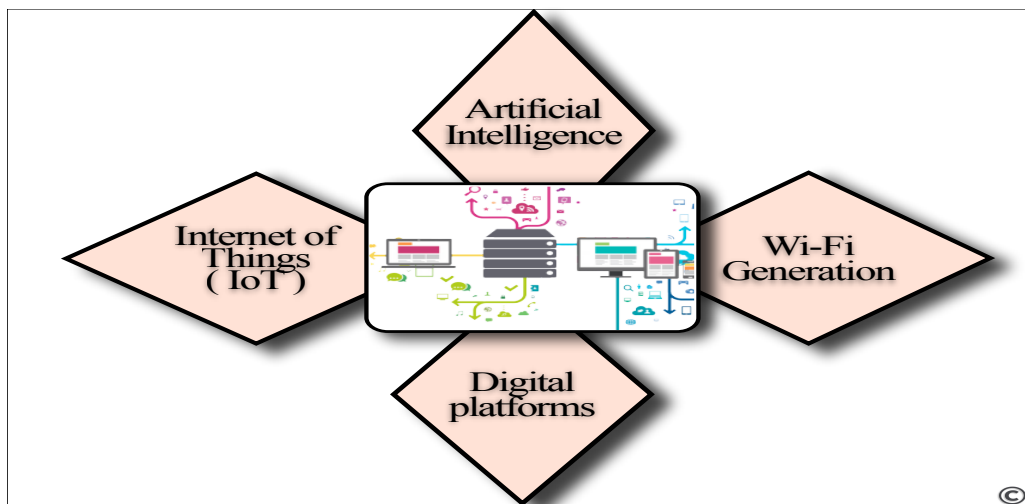 Artificial
Intelligence
Internet of
Things
( IoT )
Wi-Fi
Generation
Digital
platforms
©